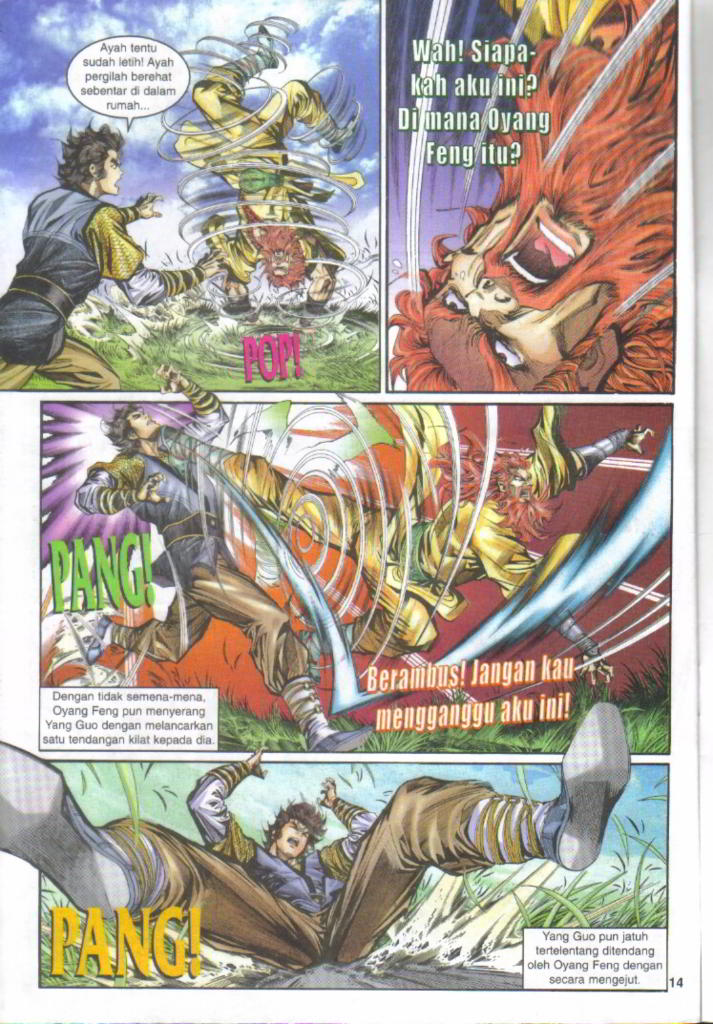 Ayah tentu
sudah letih! Ayah
pergilah berehat
sebentar di dalam
rumah...
POP!
Wah! Siapa-
kah aku ini?
Di mana Oyang
Feng itu?
PANG!
Berambus! Jangan kau
mengganggu aku ini!
Dengan tidak semena-mena,
Oyang Feng pun menyerang
Yang Guo dengan melancarkan
satu tendangan kilat kepada dia.
PANG!
Yang Guo pun jatuh
tertelentang ditendang
oleh Oyang Feng dengan
secara mengejut.
14